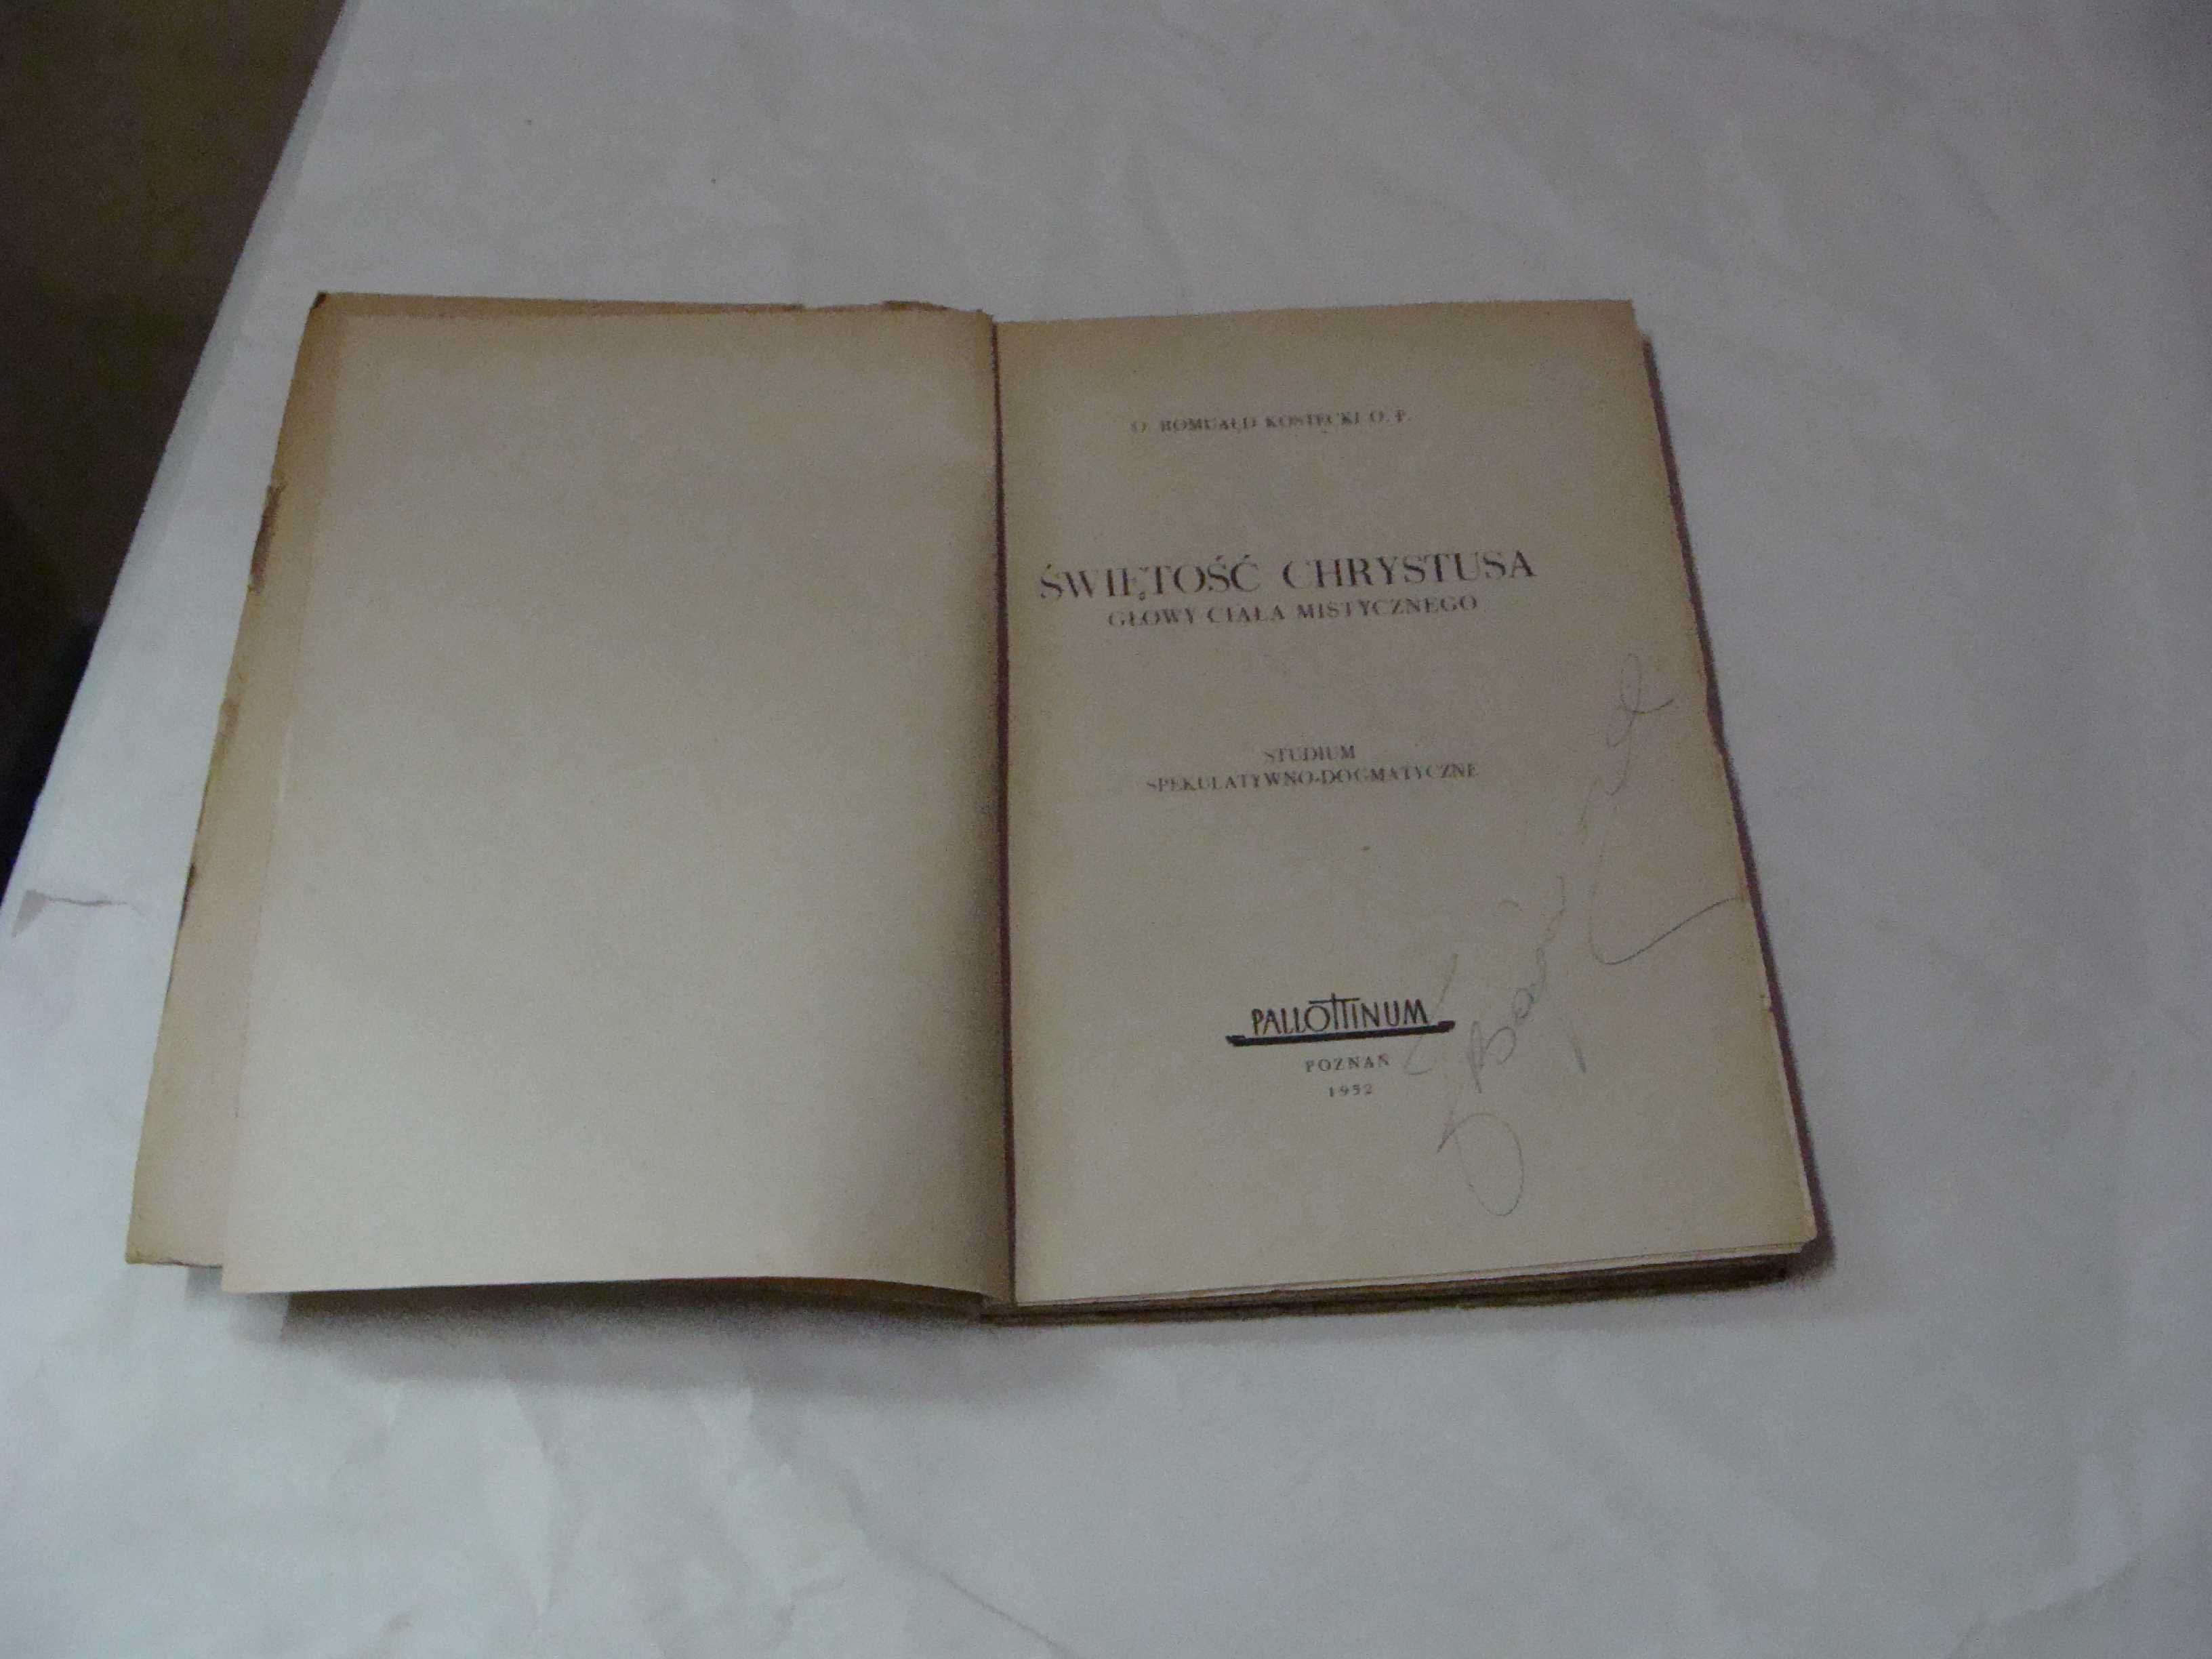 O. ROMUALD KOSTECKI O. P.
ŚWIĘTOŚĆ CHRYSTUSA
GŁOWY CIAŁA MISTYCZNEGO
STUDIUM
SPEKULATYWNO-DOGMATYCZNE
PALLOTTINUM
POZNAŃ
1952